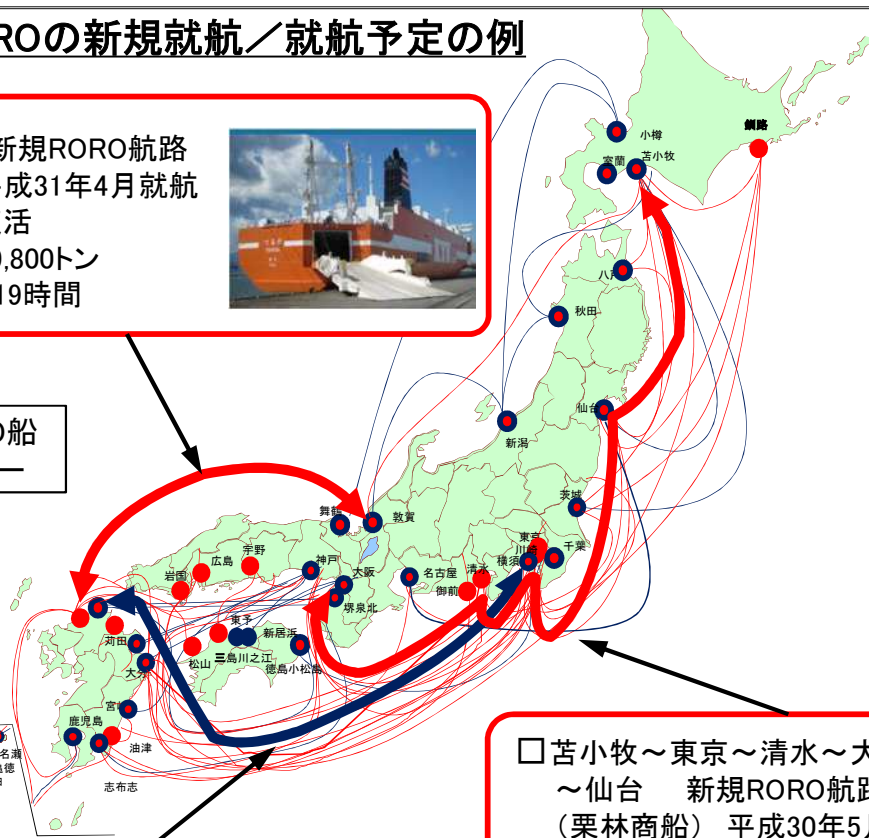 ROの新規就航／就航予定の例
新規RORO航路
成31年4月就航
活
,800トン
19時間
船
ー
小樽
室蘭
苫小牧
釧路
八戸
秋田
仙台
新潟
茨城
東京
川崎
千葉
横須
舞鶴
敦賀
神戸
大阪
堺泉北
名古屋
清水
御前
宇野
広島
岩国
東予
新居浜
三島川之江
松山
徳島小松島
苅田
大分
宮崎
鹿児島
油津
志布志
名瀬
徳
□苫小牧～東京～清水～大
～仙台 新規RORO航路
（栗林商船） 平成30年5月